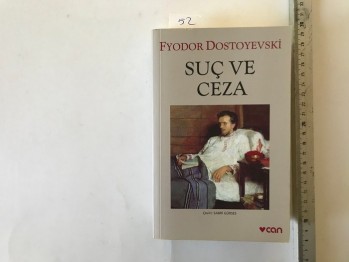 52
FYODOR DOSTOYEVSKİ
SUÇ VE
CEZA
can